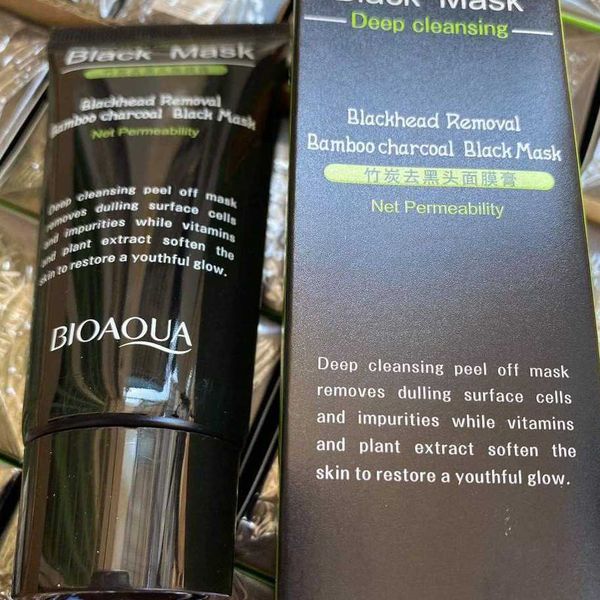 Black Mask
Blackhead Removal
Bamboo charcoal Black Mask
Net Permeability
Deep cleansing peel off mask
removes dulling surface cells
and impurities while vitamins
and plant extract soften the
skin to restore a youthful glow.
BIOAQUA
Black Mask
Deep cleansing
Blackhead Removal
Bamboo charcoal Black Mask
竹炭去黑头面膜膏
Net Permeability
Deep cleansing peel off mask
removes dulling surface cells
and impurities while vitamins
and plant extract soften the
skin to restore a youthful glow.